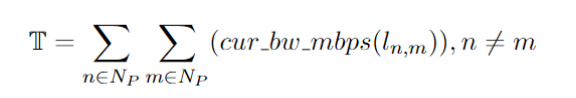 𝕋 = ∑_{n∈N_P} ∑_{m∈N_P} (cur_bw_mbps(l_{n,m})), n ≠ m